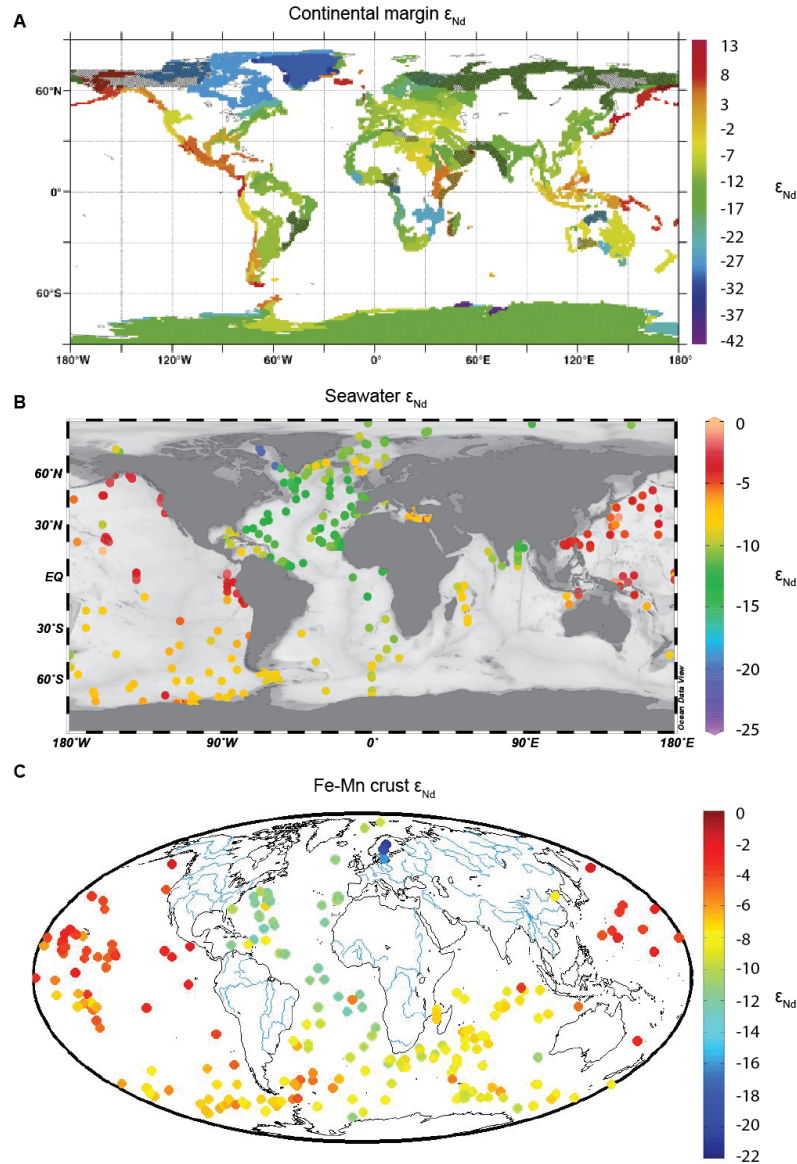 A
Continental margin εNd
60°N
0°
60°S
180°W
120°W
60°W
0°
60°E
120°E
180°
13
8
3
-2
-7
-12
-17
-22
-27
-32
-37
-42
εNd
B
Seawater εNd
60°N
30°N
EQ
30°S
60°S
180°W
90°W
0°
90°E
180°E
Ocean Data View
0
-5
-10
-15
-20
-25
εNd
C
Fe-Mn crust εNd
0
-2
-4
-6
-8
-10
-12
-14
-16
-18
-20
-22
εNd